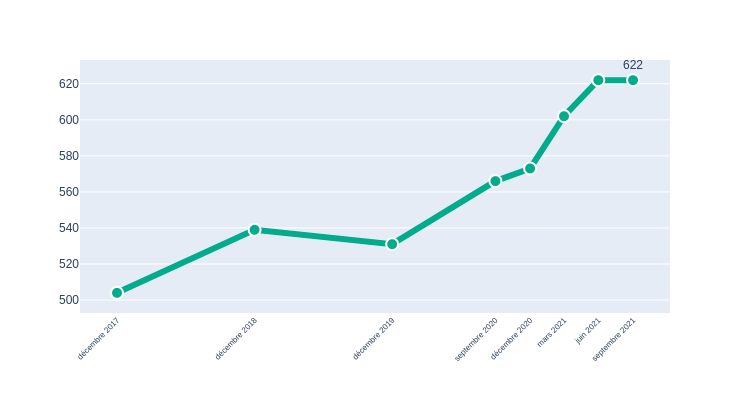 622
620
600
580
560
540
520
500
décembre 2017
décembre 2018
décembre 2019
septembre 2020
décembre 2020
mars 2021
juin 2021
septembre 2021